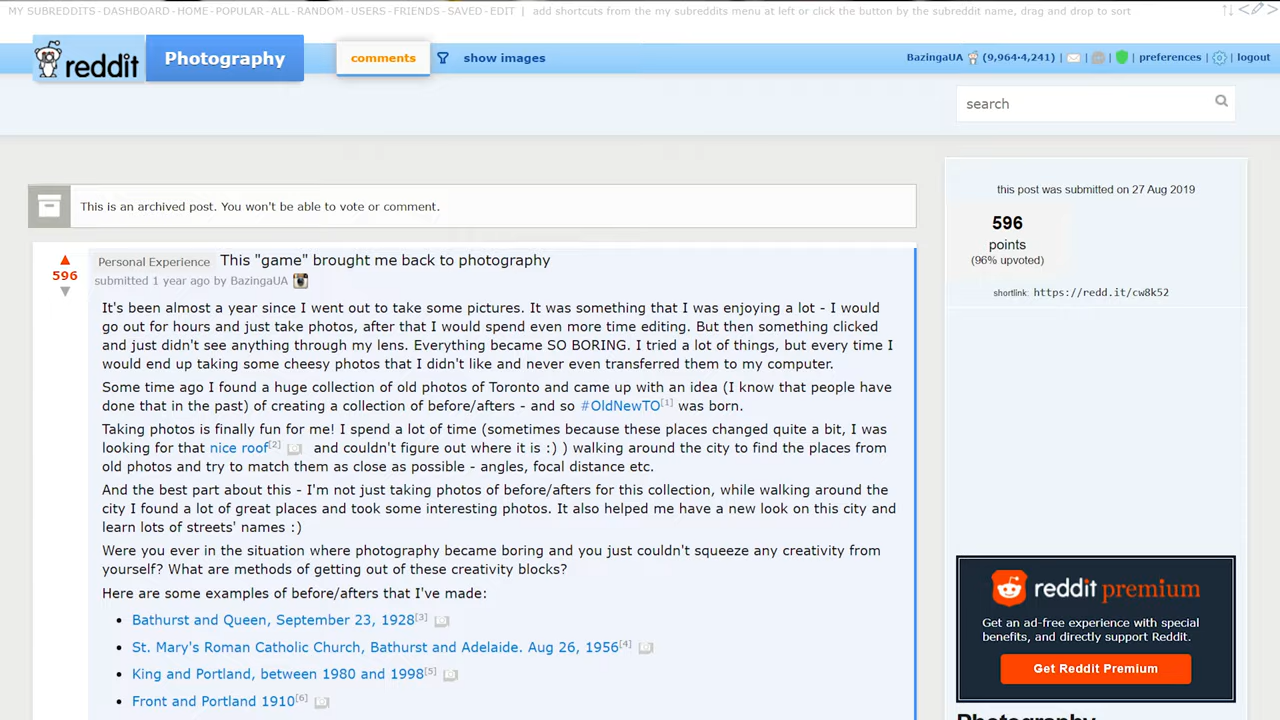 MY SUBREDDITS - DASHBOARD - HOME - POPULAR - ALL - RANDOM - USERS - FRIENDS - SAVED - EDIT | add shortcuts from the my subreddits menu at left or click the button by the subreddit name, drag and drop to sort
reddit Photography comments show images BazingaUA (9,964·4,241) | | | | preferences | | logout
search
This is an archived post. You won't be able to vote or comment.
this post was submitted on 27 Aug 2019
596
points
(96% upvoted)
shortlink: https://redd.it/cw8k52
596
Personal Experience This "game" brought me back to photography
submitted 1 year ago by BazingaUA
It's been almost a year since I went out to take some pictures. It was something that I was enjoying a lot - I would
go out for hours and just take photos, after that I would spend even more time editing. But then something clicked
and just didn't see anything through my lens. Everything became SO BORING. I tried a lot of things, but every time I
would end up taking some cheesy photos that I didn't like and never even transferred them to my computer.
Some time ago I found a huge collection of old photos of Toronto and came up with an idea (I know that people have
done that in the past) of creating a collection of before/afters - and so #OldNewTO[1] was born.
Taking photos is finally fun for me! I spend a lot of time (sometimes because these places changed quite a bit, I was
looking for that nice roof[2] and couldn't figure out where it is :) ) walking around the city to find the places from
old photos and try to match them as close as possible - angles, focal distance etc.
And the best part about this - I'm not just taking photos of before/afters for this collection, while walking around the
city I found a lot of great places and took some interesting photos. It also helped me have a new look on this city and
learn lots of streets' names :)
Were you ever in the situation where photography became boring and you just couldn't squeeze any creativity from
yourself? What are methods of getting out of these creativity blocks?
Here are some examples of before/afters that I've made:
• Bathurst and Queen, September 23, 1928[3]
• St. Mary's Roman Catholic Church, Bathurst and Adelaide. Aug 26, 1956[4]
• King and Portland, between 1980 and 1998[5]
• Front and Portland 1910[6]
reddit premium
Get an ad-free experience with special
benefits, and directly support Reddit.
Get Reddit Premium
Photography